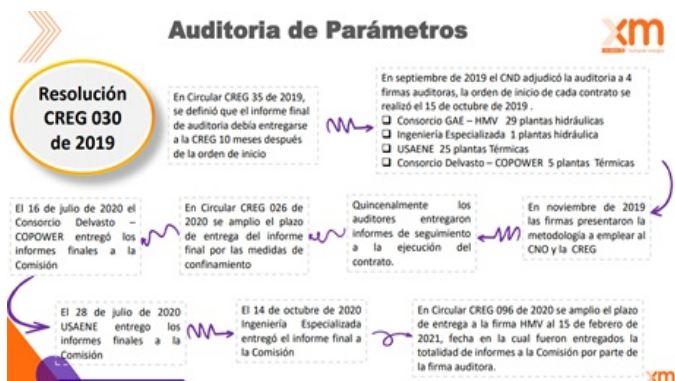 Auditoria de Parámetros
xm
Resolución
CREG 030
de 2019
En Circular CREG 35 de 2019,
se definió que el informe final
de auditoria debía entregarse
a la CREG 10 meses después
de la orden de inicio
En septiembre de 2019 el CND adjudicó la auditoria a 4
firmas auditoras, la orden de inicio de cada contrato se
realizó el 15 de octubre de 2019 .
❑ Consorcio GAE – HMV 29 plantas hidráulicas
❑ Ingeniería Especializada 1 plantas hidráulica
❑ USAENE 25 plantas Térmicas
❑ Consorcio Delvasto – COPOWER 5 plantas Térmicas
En noviembre de 2019
las firmas presentaron la
metodología a emplear al
CNO y la CREG
Quincenalmente los
auditores entregaron
informes de seguimiento
a la ejecución del
contrato.
En Circular CREG 026 de
2020 se amplio el plazo
de entrega del informe
final por las medidas de
confinamiento
El 16 de julio de 2020 el
Consorcio Delvasto –
COPOWER entregó los
informes finales a la
Comisión
El 28 de julio de 2020
USAENE entrego los
informes finales a la
Comisión
El 14 de octubre de 2020
Ingeniería Especializada
entregó el informe final a
la Comisión
En Circular CREG 096 de 2020 se amplio el plazo
de entrega a la firma HMV al 15 de febrero de
2021, fecha en la cual fueron entregados la
totalidad de informes a la Comisión por parte de
la firma auditora.
xm